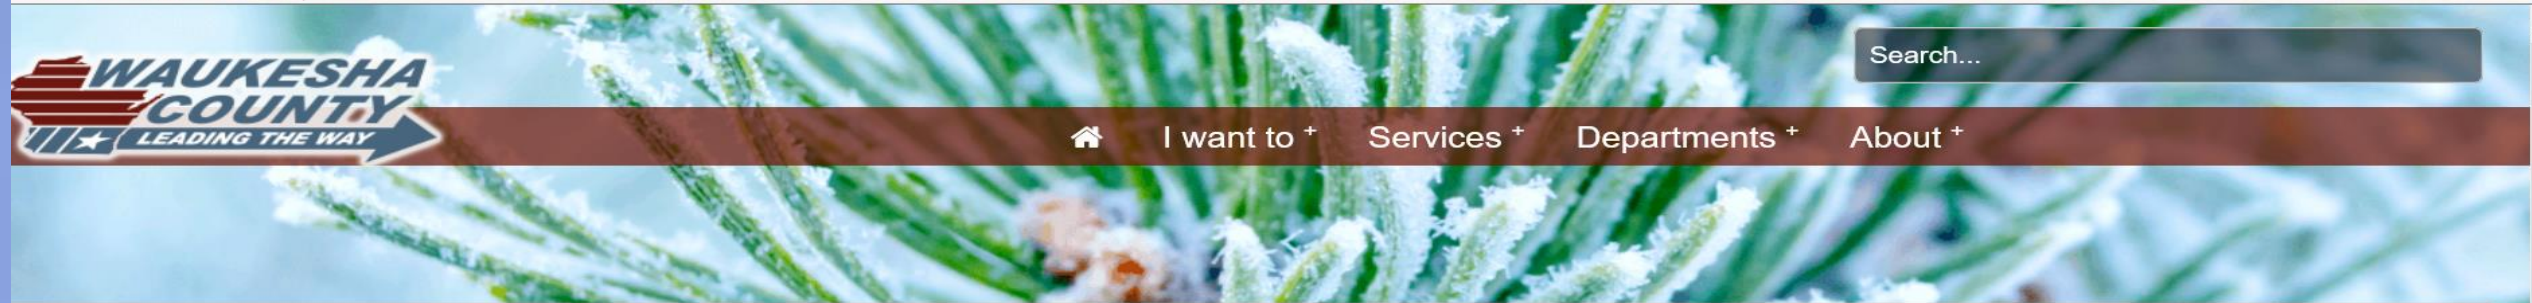 WAUKESHA
COUNTY
LEADING THE WAY
Search...
I want to + Services + Departments + About +